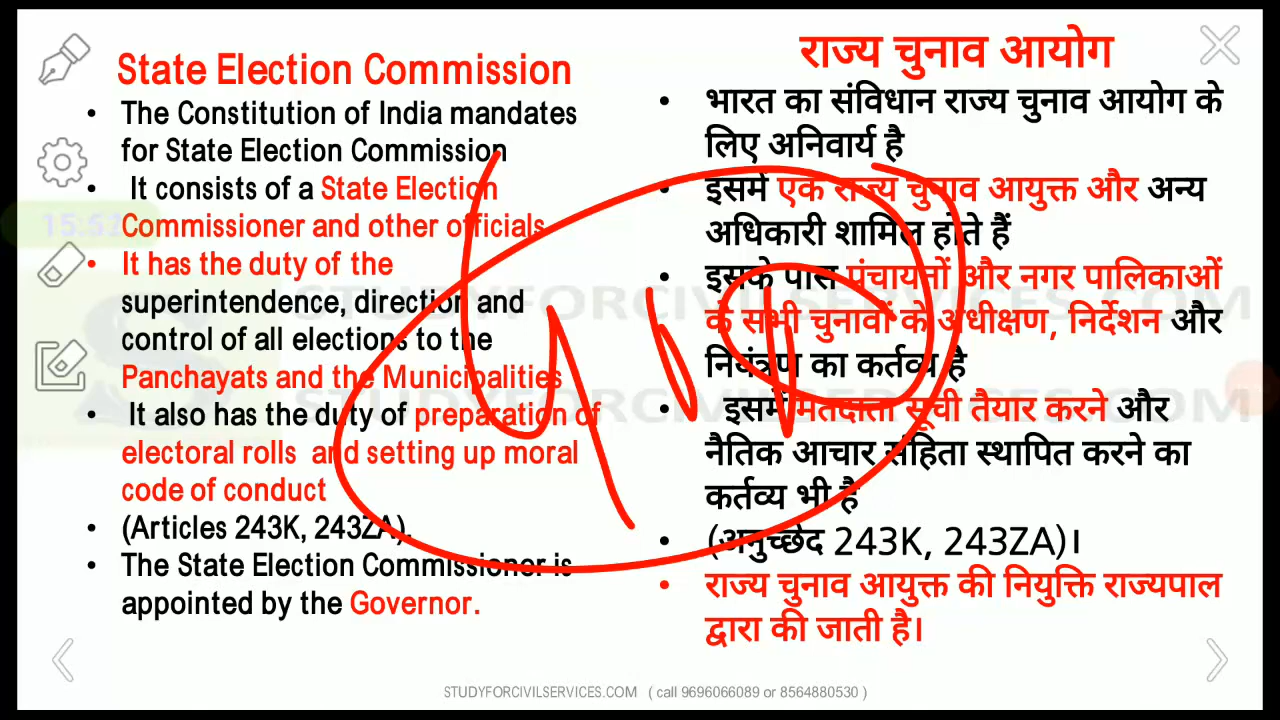 State Election Commission
• The Constitution of India mandates
for State Election Commission
• It consists of a State Election
Commissioner and other officials
• It has the duty of the
superintendence, direction and
control of all elections to the
Panchayats and the Municipalities
• It also has the duty of preparation of
electoral rolls and setting up moral
code of conduct
• (Articles 243K, 243ZA).
• The State Election Commissioner is
appointed by the Governor.
राज्य चुनाव आयोग
• भारत का संविधान राज्य चुनाव आयोग के
लिए अनिवार्य है
• इसमें एक राज्य चुनाव आयुक्त और अन्य
अधिकारी शामिल होते हैं
• इसके पास पंचायतों और नगर पालिकाओं
के सभी चुनावों के अधीक्षण, निर्देशन और
नियंत्रण का कर्तव्य है
• इसमें मतदाता सूची तैयार करने और
नैतिक आचार संहिता स्थापित करने का
कर्तव्य भी है
• (अनुच्छेद 243K, 243ZA)।
• राज्य चुनाव आयुक्त की नियुक्ति राज्यपाल
द्वारा की जाती है।
STUDYFORCIVILSERVICES.COM
STUDYFORCIVILSERVICES.COM
STUDYFORCIVILSERVICES.COM ( call 9696066089 or 8564880530 )